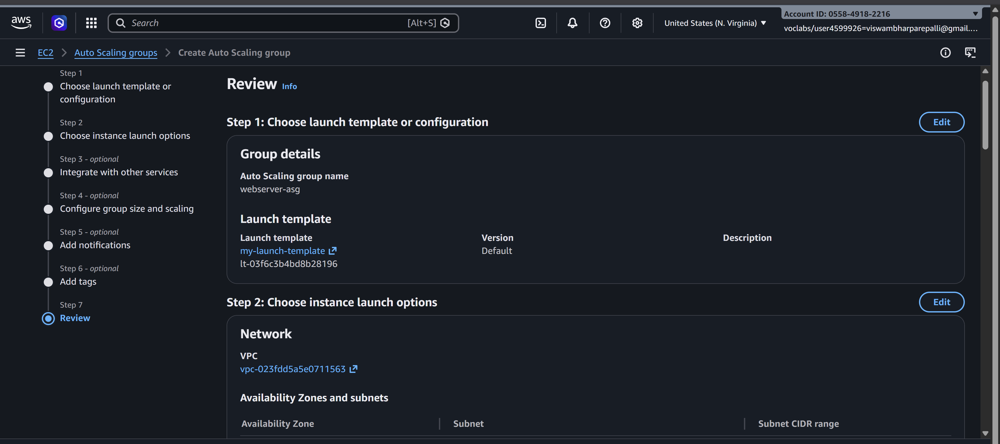 aws
Search [Alt+S]
United States (N. Virginia)
Account ID: 0558-4918-2216
voclabs/user4599926=viswambharparepalli@gmail....
EC2 > Auto Scaling groups > Create Auto Scaling group
Step 1
Choose launch template or
configuration
Step 2
Choose instance launch options
Step 3 - optional
Integrate with other services
Step 4 - optional
Configure group size and scaling
Step 5 - optional
Add notifications
Step 6 - optional
Add tags
Step 7
Review
Review Info
Step 1: Choose launch template or configuration
Edit
Group details
Auto Scaling group name
webserver-asg
Launch template
Launch template Version Description
my-launch-template Default
lt-03f6c3b4bd8b28196
Step 2: Choose instance launch options
Edit
Network
VPC
vpc-023fdd5a5e0711563
Availability Zones and subnets
Availability Zone Subnet Subnet CIDR range